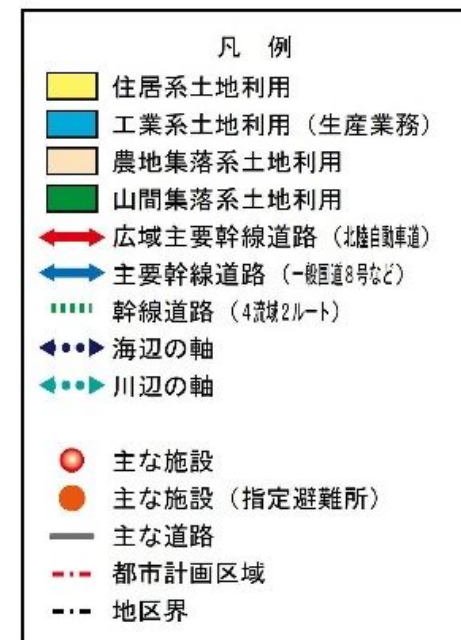 凡 例
住居系土地利用
工業系土地利用（生産業務）
農地集落系土地利用
山間集落系土地利用
広域主要幹線道路（北陸自動車道）
主要幹線道路（一般国道8号など）
幹線道路（4流域2ルート）
海辺の軸
川辺の軸
主な施設
主な施設（指定避難所）
主な道路
都市計画区域
地区界